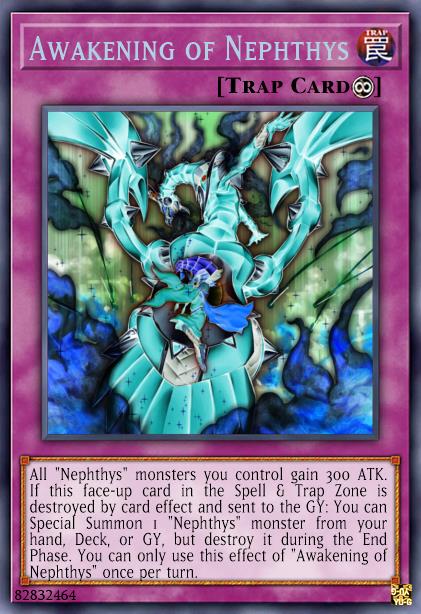 Awakening of Nephthys
TRAP
罠
[Trap Card♾]
All "Nephthys" monsters you control gain 300 ATK.
If this face-up card in the Spell & Trap Zone is
destroyed by card effect and sent to the GY: You can
Special Summon 1 "Nephthys" monster from your
hand, Deck, or GY, but destroy it during the End
Phase. You can only use this effect of "Awakening of
Nephthys" once per turn.
82832464